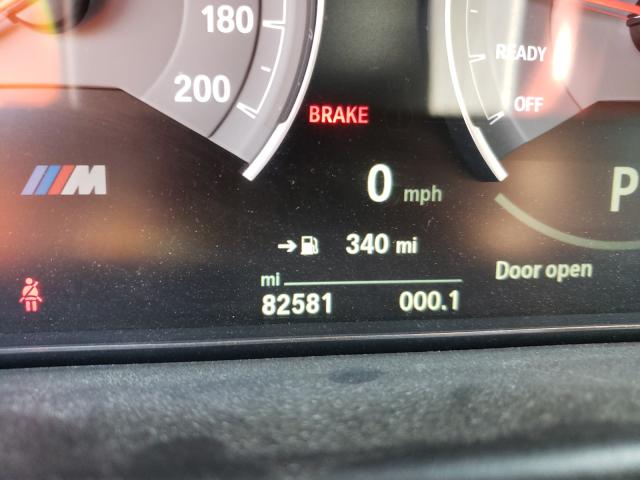 180
200
READY
OFF
BRAKE
M
0 mph
P
340 mi
Door open
mi
82581 000.1